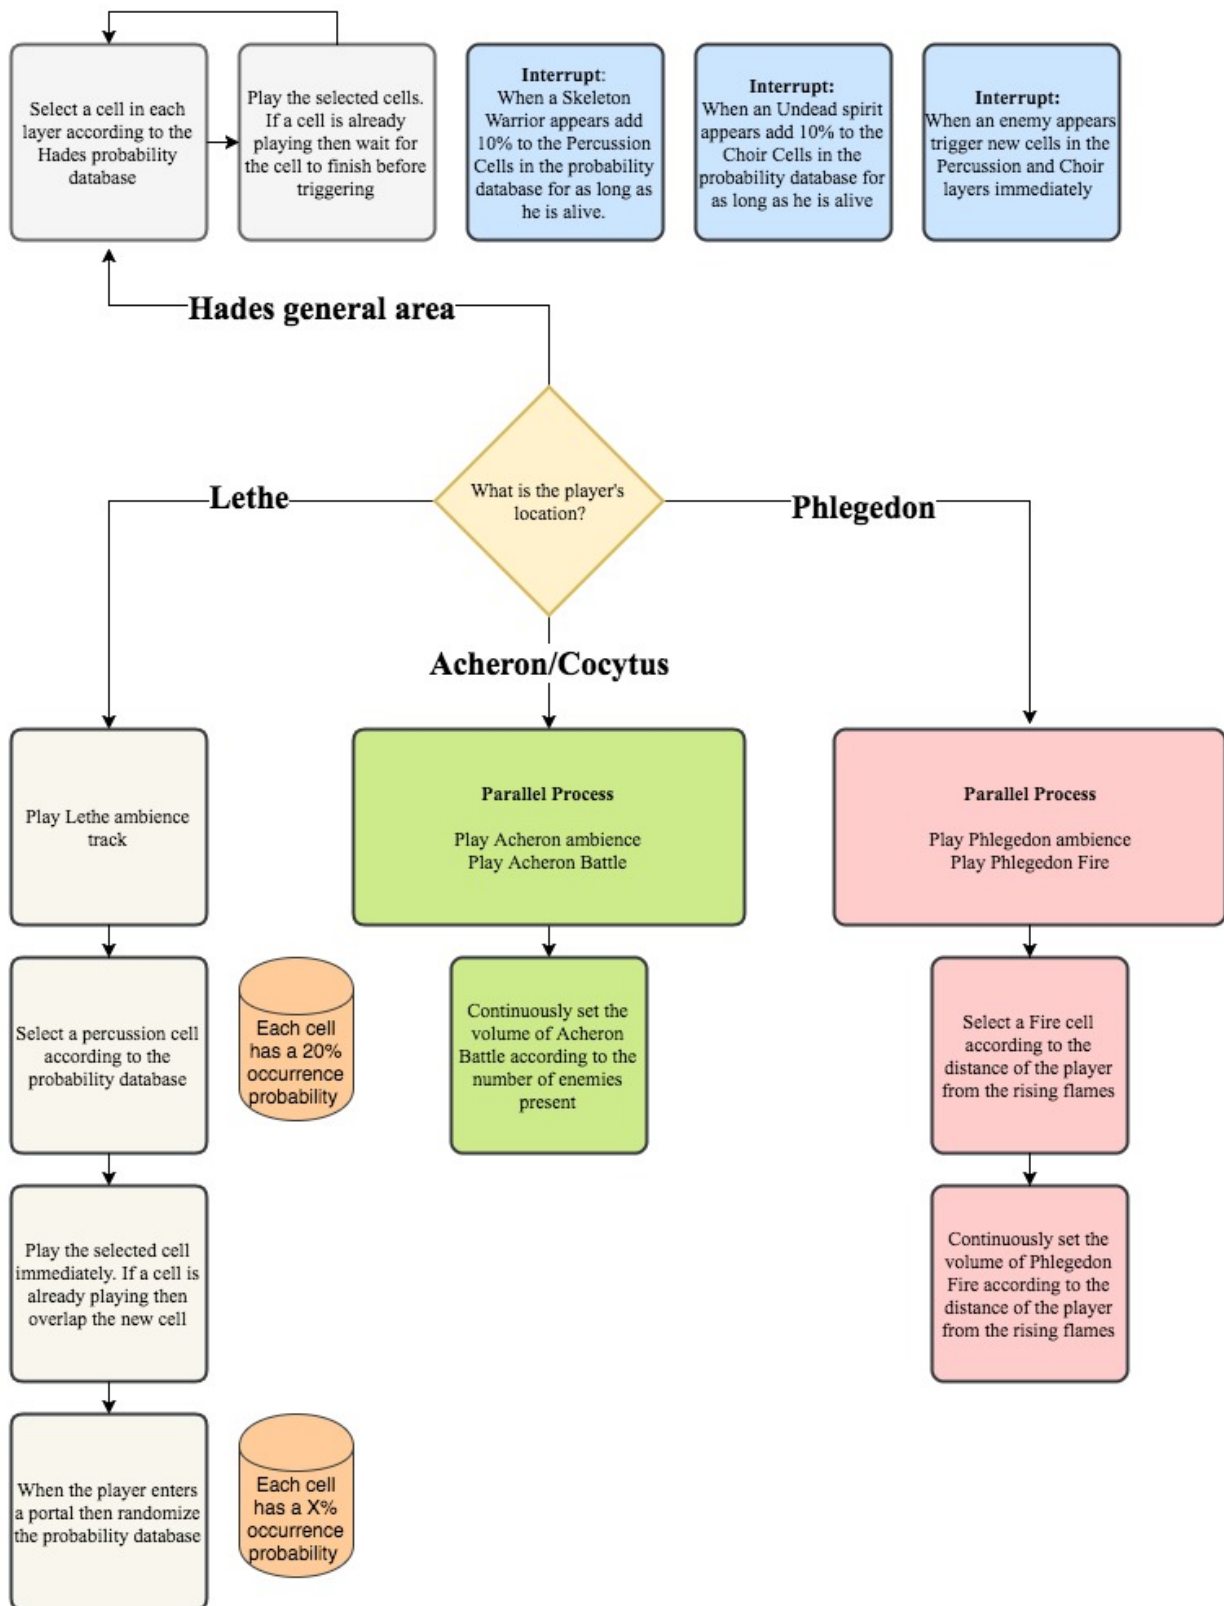 Select a cell in each
layer according to the
Hades probability
database
Play the selected cells.
If a cell is already
playing then wait for
the cell to finish before
triggering
Interrupt:
When a Skeleton
Warrior appears add
10% to the Percussion
Cells in the probability
database for as long as
he is alive.
Interrupt:
When an Undead spirit
appears add 10% to the
Choir Cells in the
probability database for
as long as he is alive
Interrupt:
When an enemy appears
trigger new cells in the
Percussion and Choir
layers immediately
Hades general area
What is the player's
location?
Lethe
Phlegedon
Acheron/Cocytus
Play Lethe ambience
track
Parallel Process
Play Acheron ambience
Play Acheron Battle
Parallel Process
Play Phlegedon ambience
Play Phlegedon Fire
Select a percussion cell
according to the
probability database
Each cell
has a 20%
occurrence
probability
Continuously set the
volume of Acheron
Battle according to the
number of enemies
present
Select a Fire cell
according to the
distance of the player
from the rising flames
Play the selected cell
immediately. If a cell is
already playing then
overlap the new cell
Continuously set the
volume of Phlegedon
Fire according to the
distance of the player
from the rising flames
When the player enters
a portal then randomize
the probability database
Each cell
has a X%
occurrence
probability